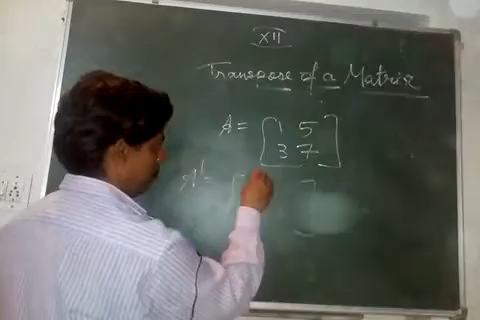 XII
Transpose of a Matrix
A = [1 5
3 7]
A' = [ ]